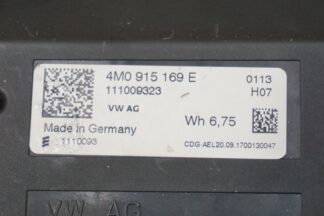 4M0 915 169 E
0113
111009323
H07
VW AG
Wh 6,75
Made in Germany
1110093
CDG-AEL20.09.1700130047
VW AG